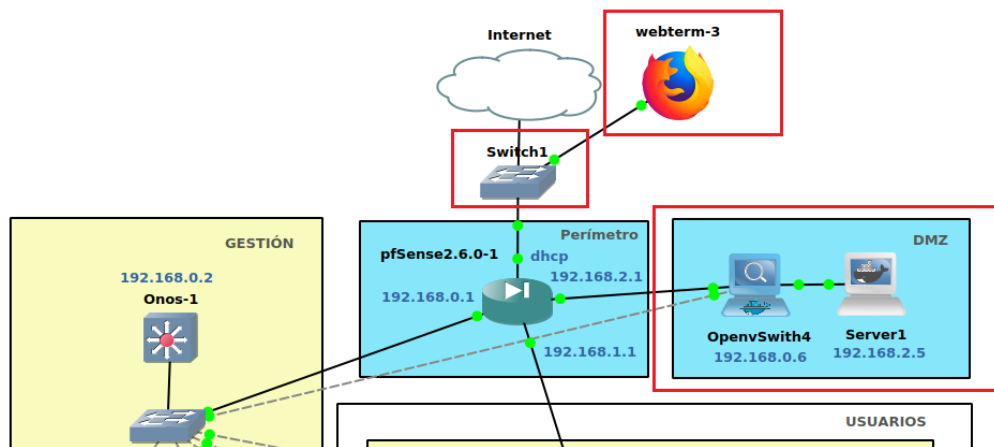 Internet
webterm-3
Switch1
GESTIÓN
192.168.0.2
Onos-1
Perímetro
pfSense2.6.0-1
dhcp
192.168.2.1
192.168.0.1
192.168.1.1
DMZ
OpenvSwith4
192.168.0.6
Server1
192.168.2.5
USUARIOS